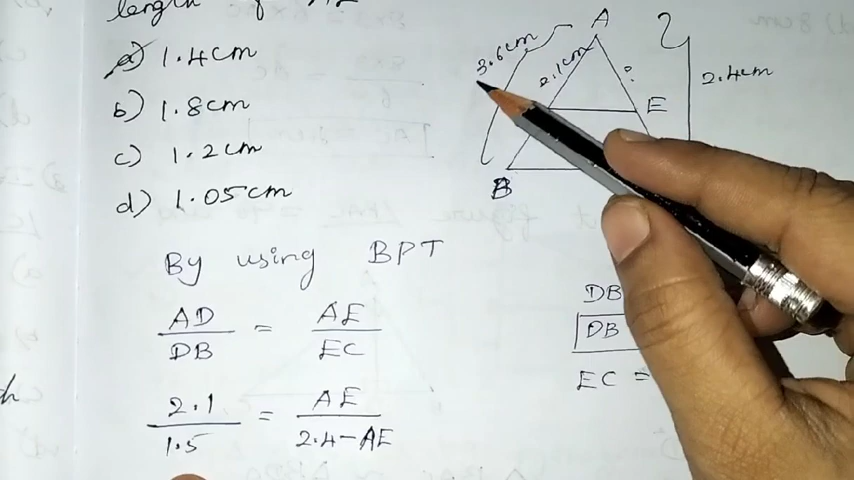 length of
a) 1.4cm
b) 1.8cm
c) 1.2cm
d) 1.05cm
3.6cm
2.1cm
A
?
E
2.4cm
B
By using BPT
AD/DB = AE/EC
2.1/1.5 = AE/2.4-AE
DB
DB
EC =